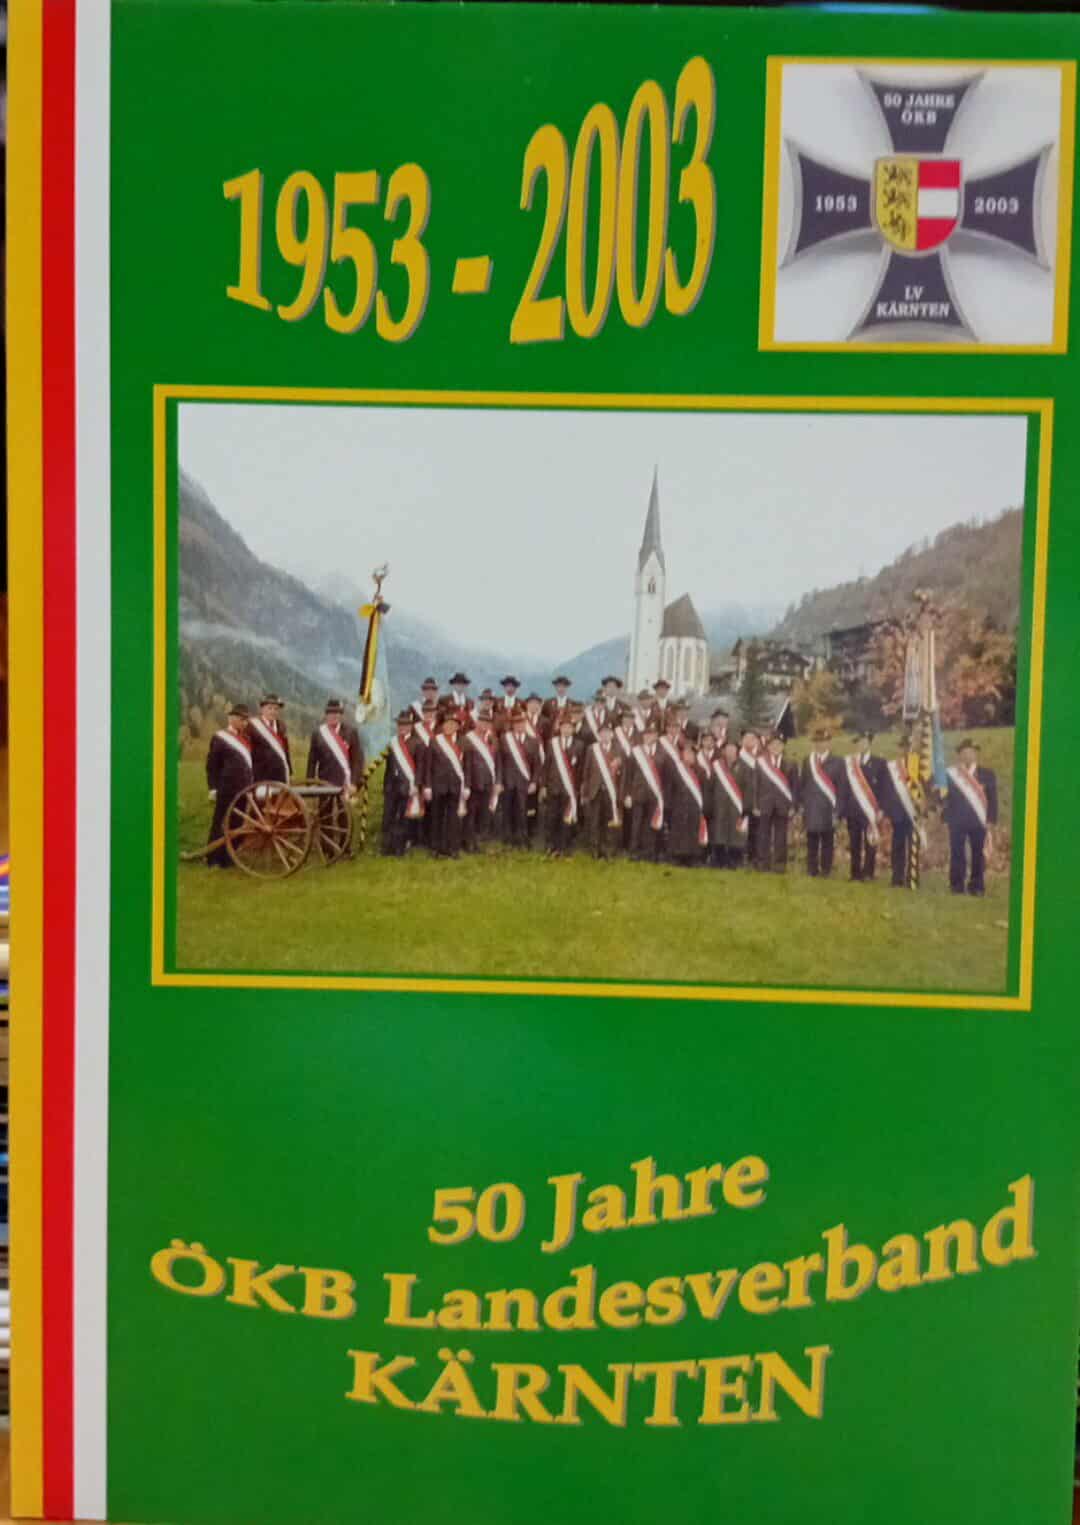 1953 - 2003
50 JAHRE
ÖKB
1953
2003
LV
KÄRNTEN
50 Jahre
ÖKB Landesverband
KÄRNTEN